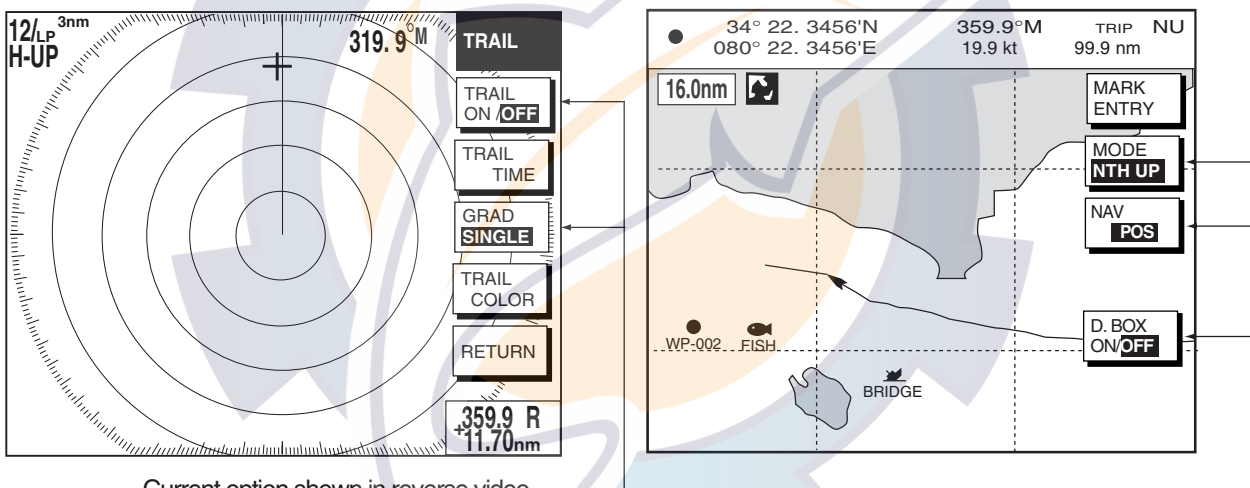 12/LP 3nm
H-UP
319.9°M
TRAIL
TRAIL
ON/OFF
TRAIL
TIME
GRAD
SINGLE
TRAIL
COLOR
RETURN
359.9 R
+11.70nm
34° 22. 3456'N 359.9°M TRIP NU
080° 22. 3456'E 19.9 kt 99.9 nm
16.0nm
MARK
ENTRY
MODE
NTH UP
NAV
POS
D. BOX
ON/OFF
WP-002 FISH
BRIDGE
Current option shown in reverse video